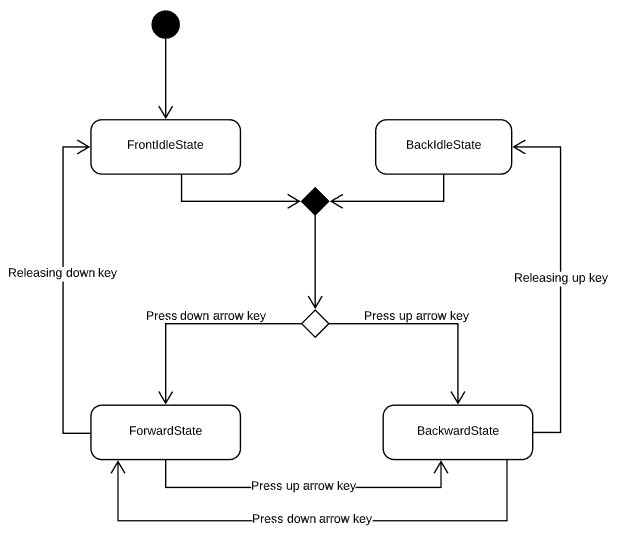 FrontIdleState
BackIdleState
Releasing down key
Releasing up key
Press down arrow key
Press up arrow key
ForwardState
BackwardState
Press up arrow key
Press down arrow key